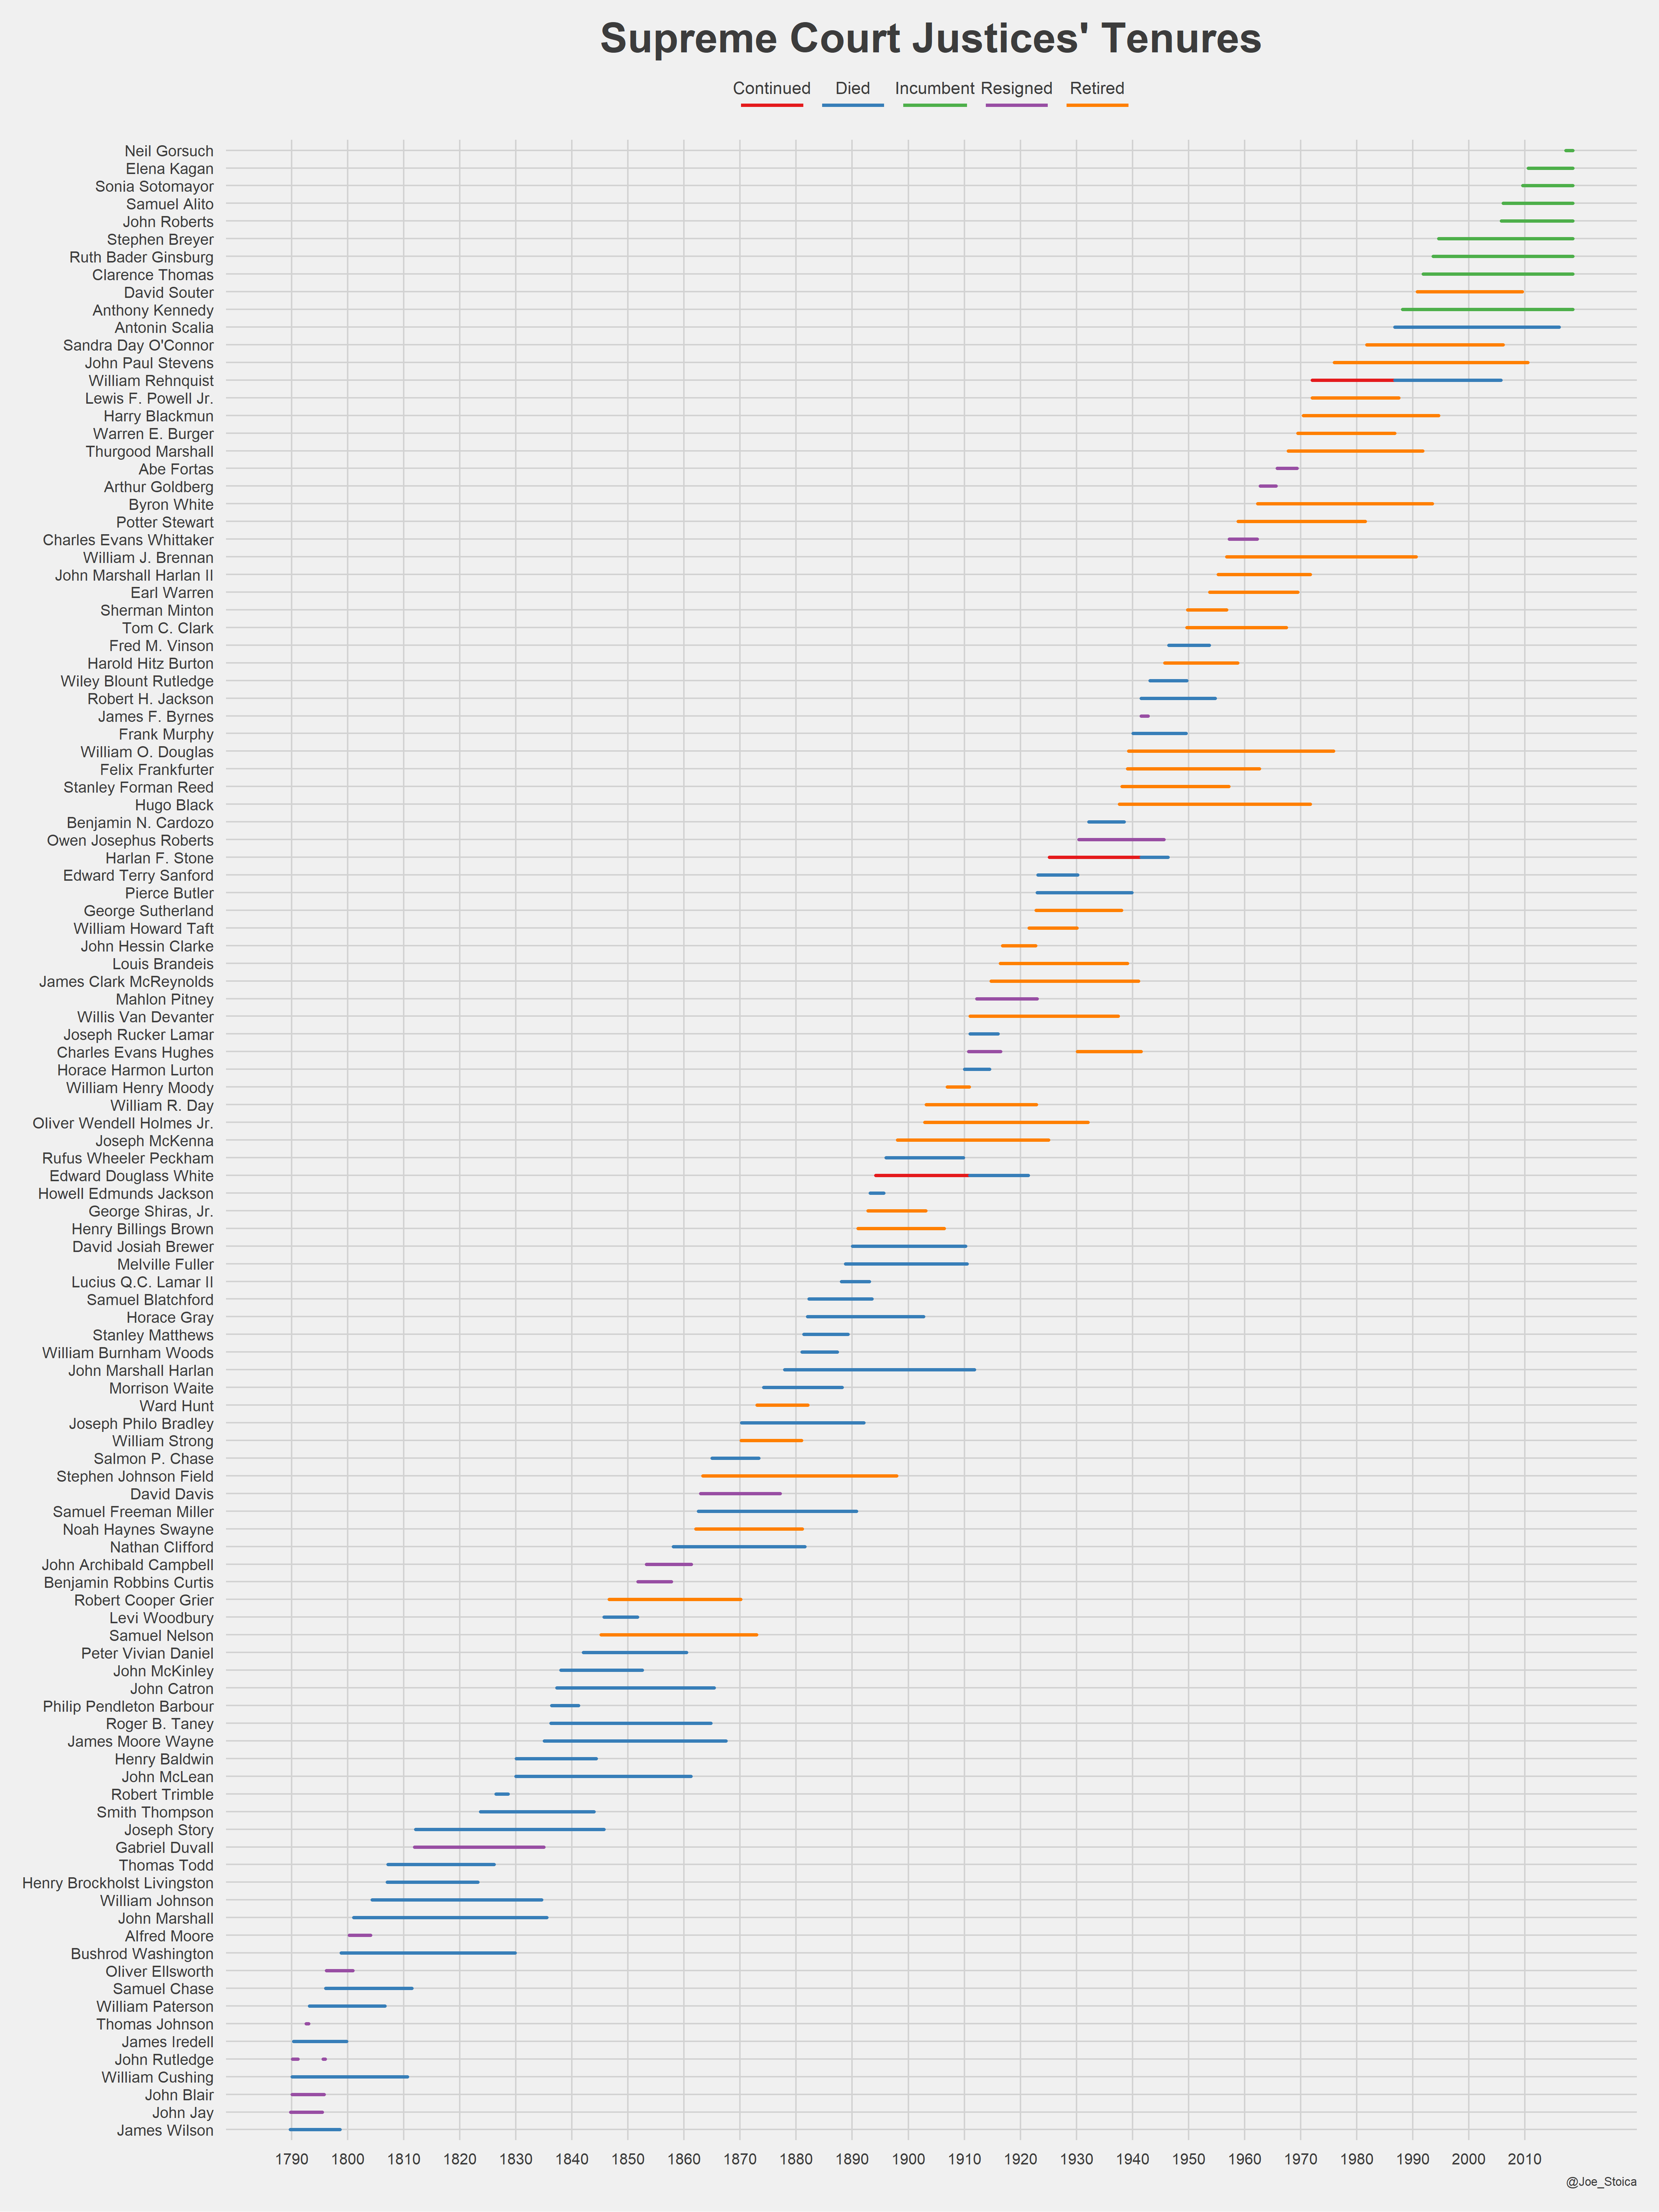 Supreme Court Justices' Tenures
Continued Died Incumbent Resigned Retired
Neil Gorsuch
Elena Kagan
Sonia Sotomayor
Samuel Alito
John Roberts
Stephen Breyer
Ruth Bader Ginsburg
Clarence Thomas
David Souter
Anthony Kennedy
Antonin Scalia
Sandra Day O'Connor
John Paul Stevens
William Rehnquist
Lewis F. Powell Jr.
Harry Blackmun
Warren E. Burger
Thurgood Marshall
Abe Fortas
Arthur Goldberg
Byron White
Potter Stewart
Charles Evans Whittaker
William J. Brennan
John Marshall Harlan II
Earl Warren
Sherman Minton
Tom C. Clark
Fred M. Vinson
Harold Hitz Burton
Wiley Blount Rutledge
Robert H. Jackson
James F. Byrnes
Frank Murphy
William O. Douglas
Felix Frankfurter
Stanley Forman Reed
Hugo Black
Benjamin N. Cardozo
Owen Josephus Roberts
Harlan F. Stone
Edward Terry Sanford
Pierce Butler
George Sutherland
William Howard Taft
John Hessin Clarke
Louis Brandeis
James Clark McReynolds
Mahlon Pitney
Willis Van Devanter
Joseph Rucker Lamar
Charles Evans Hughes
Horace Harmon Lurton
William Henry Moody
William R. Day
Oliver Wendell Holmes Jr.
Joseph McKenna
Rufus Wheeler Peckham
Edward Douglass White
Howell Edmunds Jackson
George Shiras, Jr.
Henry Billings Brown
David Josiah Brewer
Melville Fuller
Lucius Q.C. Lamar II
Samuel Blatchford
Horace Gray
Stanley Matthews
William Burnham Woods
John Marshall Harlan
Morrison Waite
Ward Hunt
Joseph Philo Bradley
William Strong
Salmon P. Chase
Stephen Johnson Field
David Davis
Samuel Freeman Miller
Noah Haynes Swayne
Nathan Clifford
John Archibald Campbell
Benjamin Robbins Curtis
Robert Cooper Grier
Levi Woodbury
Samuel Nelson
Peter Vivian Daniel
John McKinley
John Catron
Philip Pendleton Barbour
Roger B. Taney
James Moore Wayne
Henry Baldwin
John McLean
Robert Trimble
Smith Thompson
Joseph Story
Gabriel Duvall
Thomas Todd
Henry Brockholst Livingston
William Johnson
John Marshall
Alfred Moore
Bushrod Washington
Oliver Ellsworth
Samuel Chase
William Paterson
Thomas Johnson
James Iredell
John Rutledge
William Cushing
John Blair
John Jay
James Wilson
1790 1800 1810 1820 1830 1840 1850 1860 1870 1880 1890 1900 1910 1920 1930 1940 1950 1960 1970 1980 1990 2000 2010
@Joe_Stoica